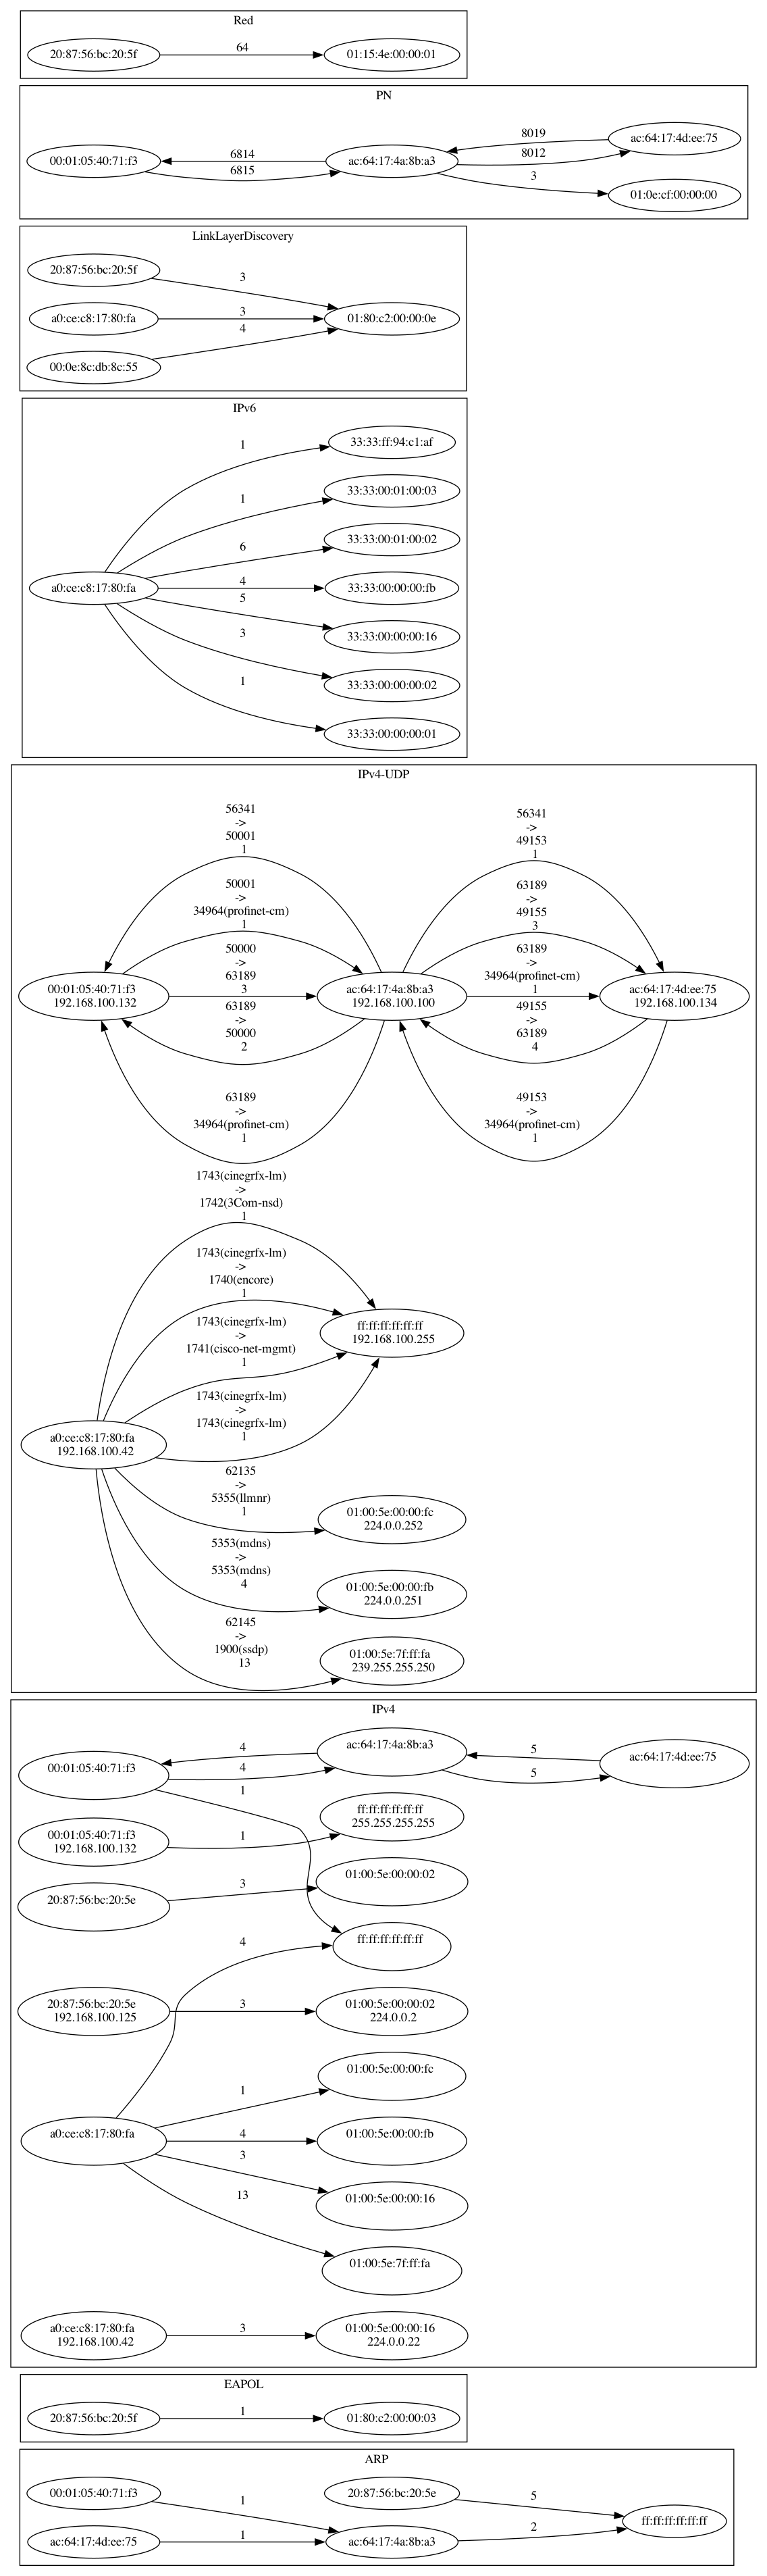 Red
20:87:56:bc:20:5f
64
01:15:4e:00:00:01
PN
00:01:05:40:71:f3
6814
6815
ac:64:17:4a:8b:a3
8019
8012
3
ac:64:17:4d:ee:75
01:0e:cf:00:00:00
LinkLayerDiscovery
20:87:56:bc:20:5f
a0:ce:c8:17:80:fa
00:0e:8c:db:8c:55
3
3
4
01:80:c2:00:00:0e
IPv6
a0:ce:c8:17:80:fa
1
33:33:ff:94:c1:af
1
33:33:00:01:00:03
6
33:33:00:01:00:02
4
33:33:00:00:00:fb
5
33:33:00:00:00:16
3
33:33:00:00:00:02
1
33:33:00:00:00:01
IPv4-UDP
56341
->
50001
1
50001
->
34964(profinet-cm)
1
50000
->
63189
3
63189
->
50000
2
63189
->
34964(profinet-cm)
1
00:01:05:40:71:f3
192.168.100.132
ac:64:17:4a:8b:a3
192.168.100.100
56341
->
49153
1
63189
->
49155
3
63189
->
34964(profinet-cm)
1
49155
->
63189
4
49153
->
34964(profinet-cm)
1
ac:64:17:4d:ee:75
192.168.100.134
1743(cinegrfx-lm)
->
1742(3Com-nsd)
1
1743(cinegrfx-lm)
->
1740(encore)
1
1743(cinegrfx-lm)
->
1741(cisco-net-mgmt)
1
1743(cinegrfx-lm)
->
1743(cinegrfx-lm)
1
ff:ff:ff:ff:ff:ff
192.168.100.255
a0:ce:c8:17:80:fa
192.168.100.42
62135
->
5355(llmnr)
1
01:00:5e:00:00:fc
224.0.0.252
5353(mdns)
->
5353(mdns)
4
01:00:5e:00:00:fb
224.0.0.251
62145
->
1900(ssdp)
13
01:00:5e:7f:ff:fa
239.255.255.250
IPv4
00:01:05:40:71:f3
4
4
1
ac:64:17:4a:8b:a3
5
5
ac:64:17:4d:ee:75
00:01:05:40:71:f3
192.168.100.132
1
ff:ff:ff:ff:ff:ff
255.255.255.255
20:87:56:bc:20:5e
3
01:00:5e:00:00:02
4
ff:ff:ff:ff:ff:ff
20:87:56:bc:20:5e
192.168.100.125
3
01:00:5e:00:00:02
224.0.0.2
a0:ce:c8:17:80:fa
1
01:00:5e:00:00:fc
4
01:00:5e:00:00:fb
3
01:00:5e:00:00:16
13
01:00:5e:7f:ff:fa
a0:ce:c8:17:80:fa
192.168.100.42
3
01:00:5e:00:00:16
224.0.0.22
EAPOL
20:87:56:bc:20:5f
1
01:80:c2:00:00:03
ARP
00:01:05:40:71:f3
1
20:87:56:bc:20:5e
5
ff:ff:ff:ff:ff:ff
ac:64:17:4d:ee:75
1
ac:64:17:4a:8b:a3
2